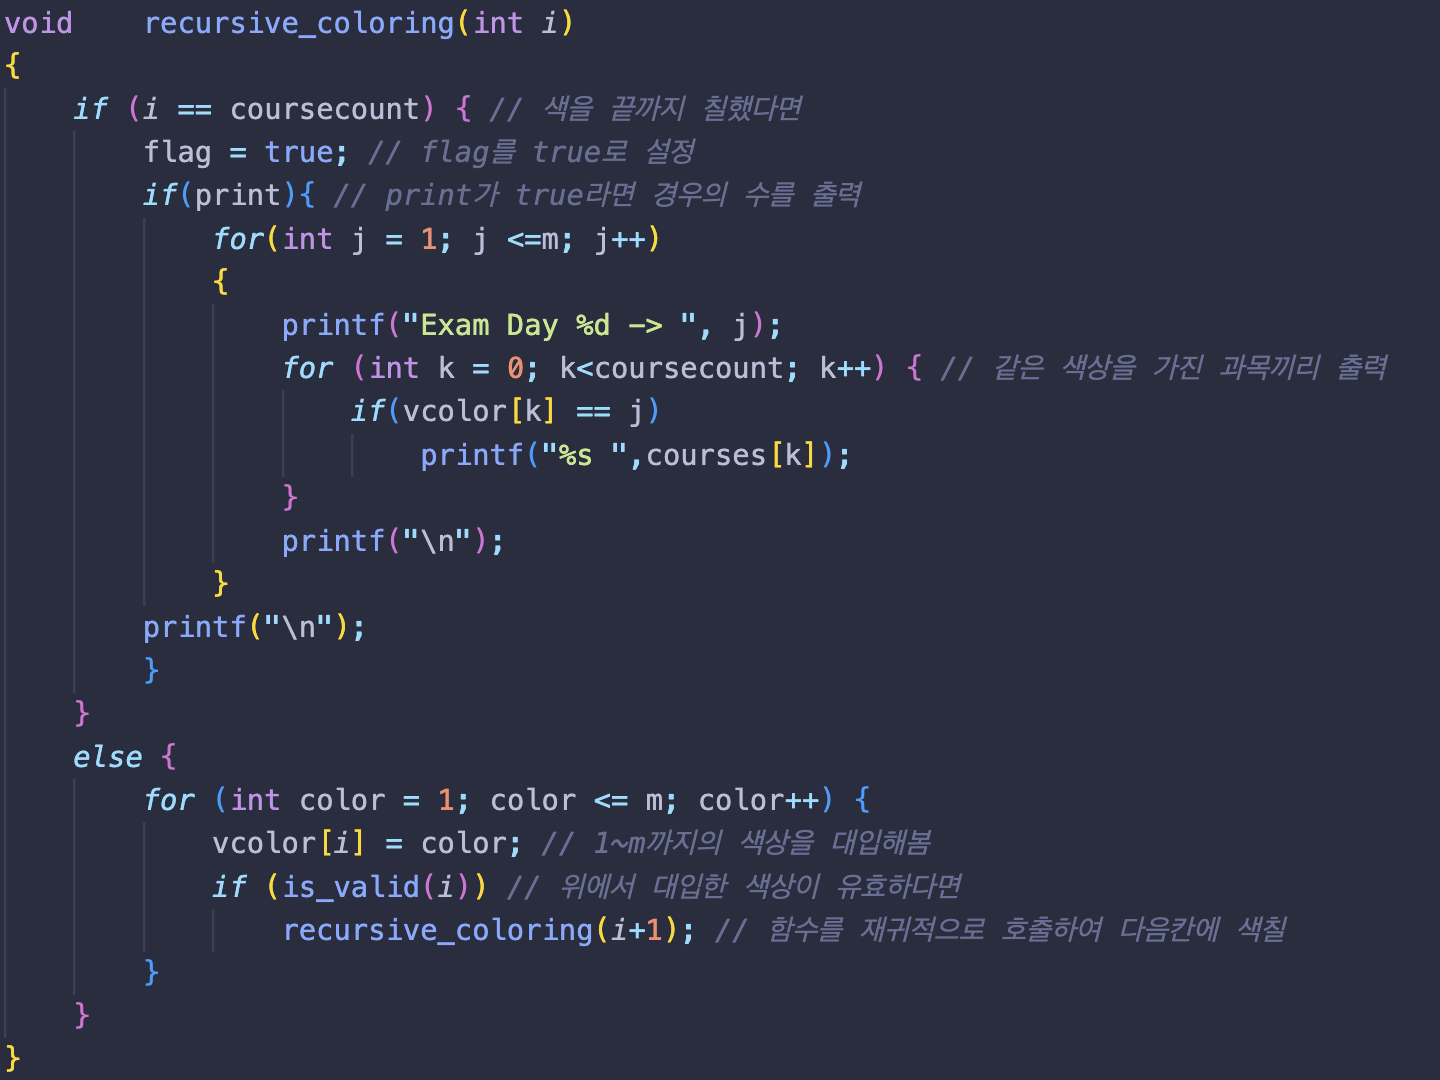 void    recursive_coloring(int i)
{
    if (i == coursecount) { // 색을 끝까지 칠했다면
        flag = true; // flag를 true로 설정
        if(print){ // print가 true라면 경우의 수를 출력
            for(int j = 1; j <=m; j++)
            {
                printf("Exam Day %d -> ", j);
                for (int k = 0; k<coursecount; k++) { // 같은 색상을 가진 과목끼리 출력
                    if(vcolor[k] == j)
                        printf("%s ",courses[k]);
                }
                printf("\n");
            }
        printf("\n");
        }
    }
    else {
        for (int color = 1; color <= m; color++) {
            vcolor[i] = color; // 1~m까지의 색상을 대입해봄
            if (is_valid(i)) // 위에서 대입한 색상이 유효하다면
                recursive_coloring(i+1); // 함수를 재귀적으로 호출하여 다음칸에 색칠
        }
    }
}